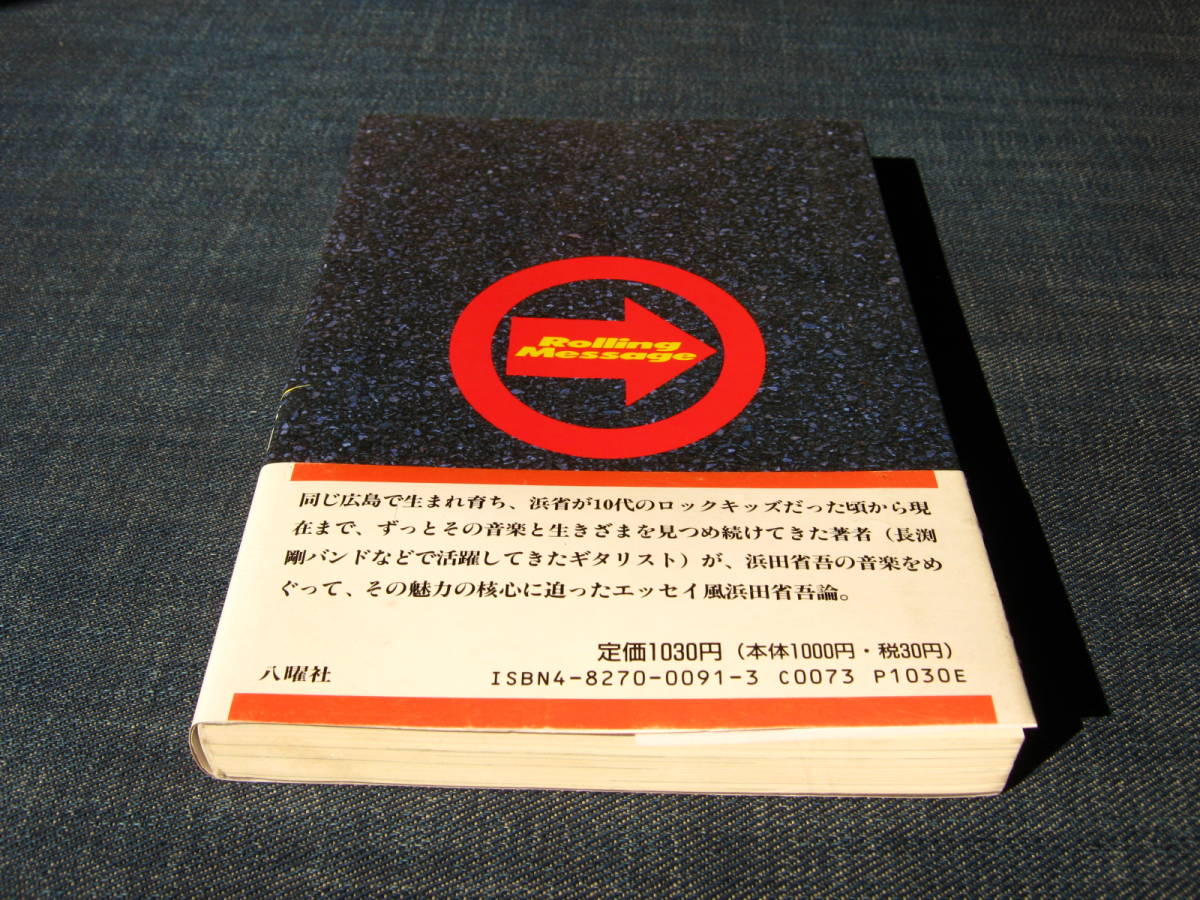 Rolling
Message
同じ広島で生まれ育ち、浜省が10代のロックキッズだった頃から現
在まで、ずっとその音楽と生きざまを見つめ続けてきた著者（長渕
剛バンドなどで活躍してきたギタリスト）が、浜田省吾の音楽をめ
ぐって、その魅力の核心に迫ったエッセイ風浜田省吾論。
定価1030円（本体1000円・税30円）
八曜社
ISBN4-8270-0091-3 C0073 P1030E